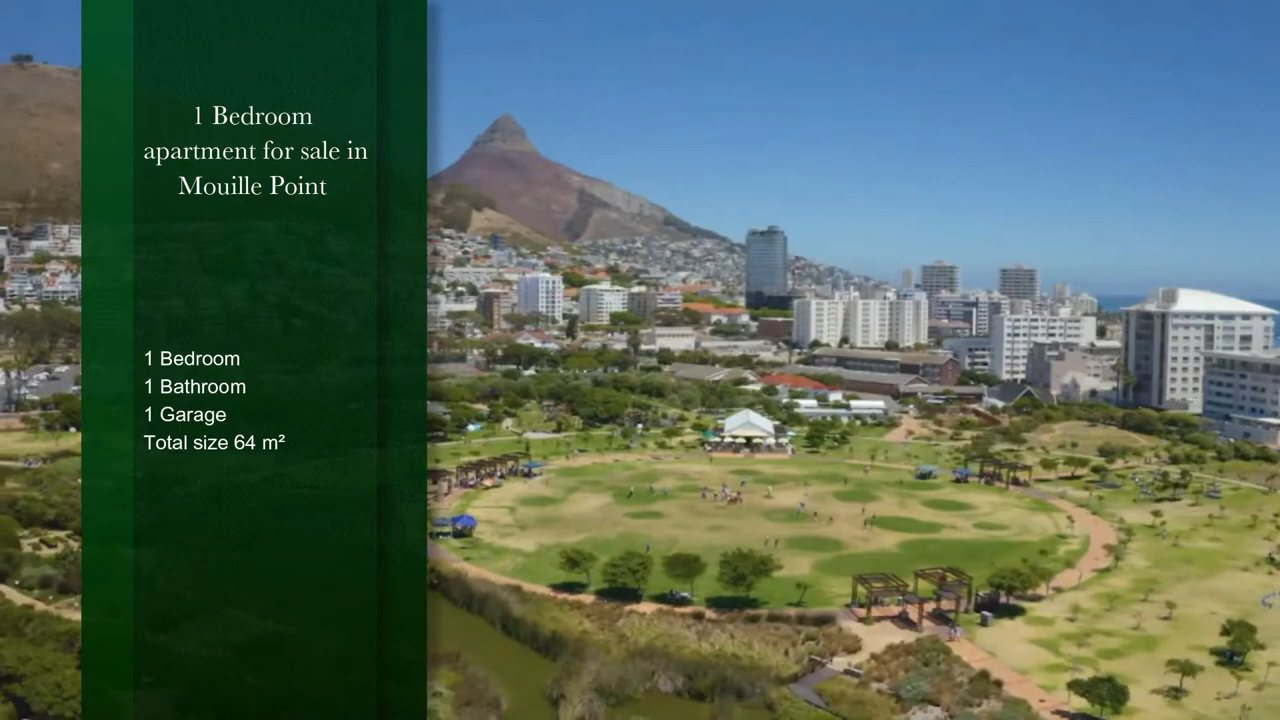 1 Bedroom
apartment for sale in
Mouille Point
1 Bedroom
1 Bathroom
1 Garage
Total size 64 m²